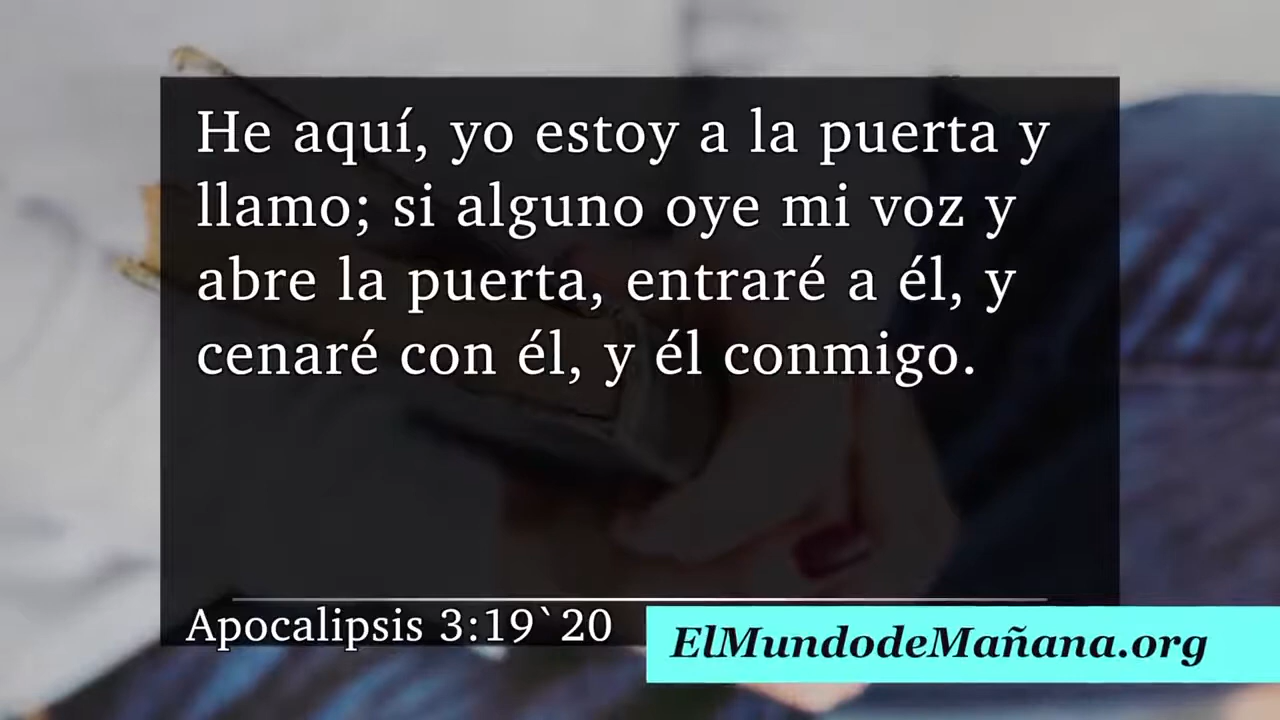 He aquí, yo estoy a la puerta y
llamo; si alguno oye mi voz y
abre la puerta, entraré a él, y
cenaré con él, y él conmigo.
Apocalipsis 3:19`20
ElMundodeMañana.org